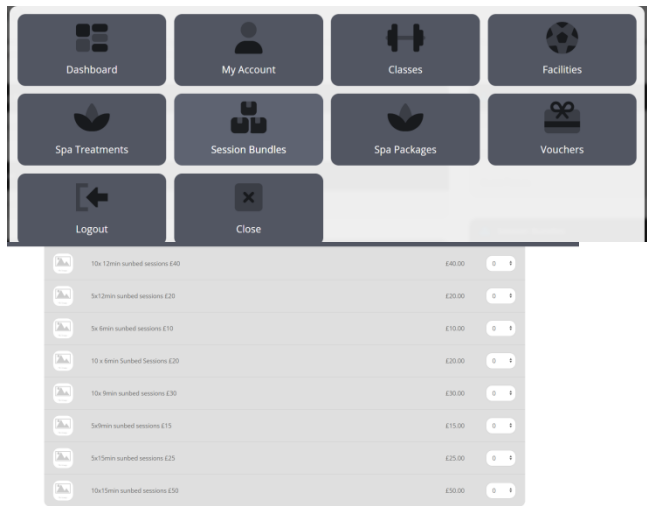 Dashboard My Account Classes Facilities
Spa Treatments Session Bundles Spa Packages Vouchers
Logout Close
10x 12min sunbed sessions £40 £40.00 0
5x12min sunbed sessions £20 £20.00 0
5x 6min sunbed sessions £10 £10.00 0
10 x 6min Sunbed Sessions £20 £20.00 0
10x 9min sunbed sessions £30 £30.00 0
5x9min sunbed sessions £15 £15.00 0
5x15min sunbed sessions £25 £25.00 0
10x15min sunbed sessions £50 £50.00 0